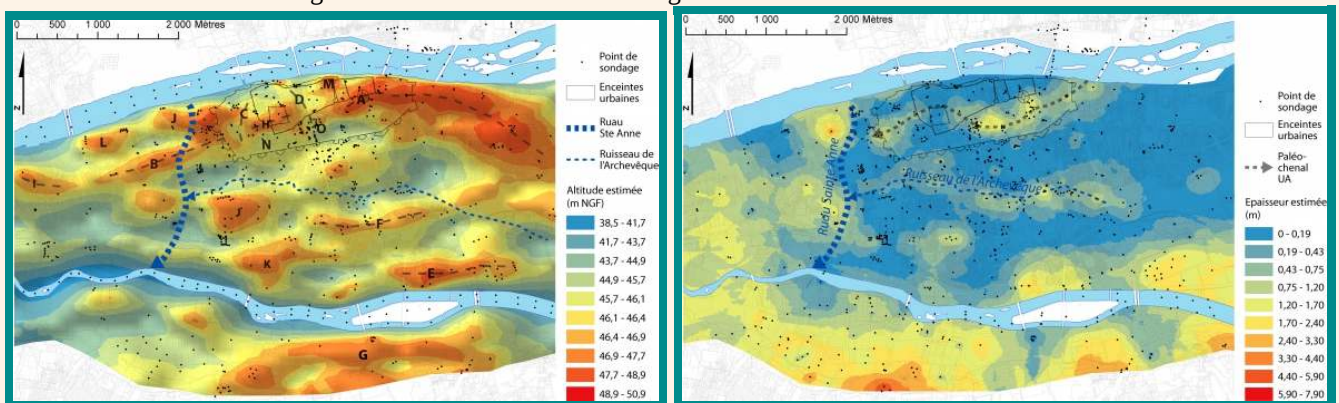 0 500 1 000 2 000 Mètres
N
Point de
sondage
Enceintes
urbaines
Ruau
Ste Anne
Ruisseau de
l'Archevêque
Altitude estimée
(m NGF)
38,5 - 41,7
41,7 - 43,7
43,7 - 44,9
44,9 - 45,7
45,7 - 46,1
46,1 - 46,4
46,4 - 46,9
46,9 - 47,7
47,7 - 48,9
48,9 - 50,9
M
D
A
J
C
H
O
L
N
B
I
J
F
K
E
G
0 500 1 000 2 000 Mètres
N
Ruau Sainte-Anne
Ruisseau de l'Archevêque
Point de
sondage
Enceintes
urbaines
Paléo-
chenal
UA
Epaisseur estimée
(m)
0 - 0,19
0,19 - 0,43
0,43 - 0,75
0,75 - 1,20
1,20 - 1,70
1,70 - 2,40
2,40 - 3,30
3,30 - 4,40
4,40 - 5,90
5,90 - 7,90